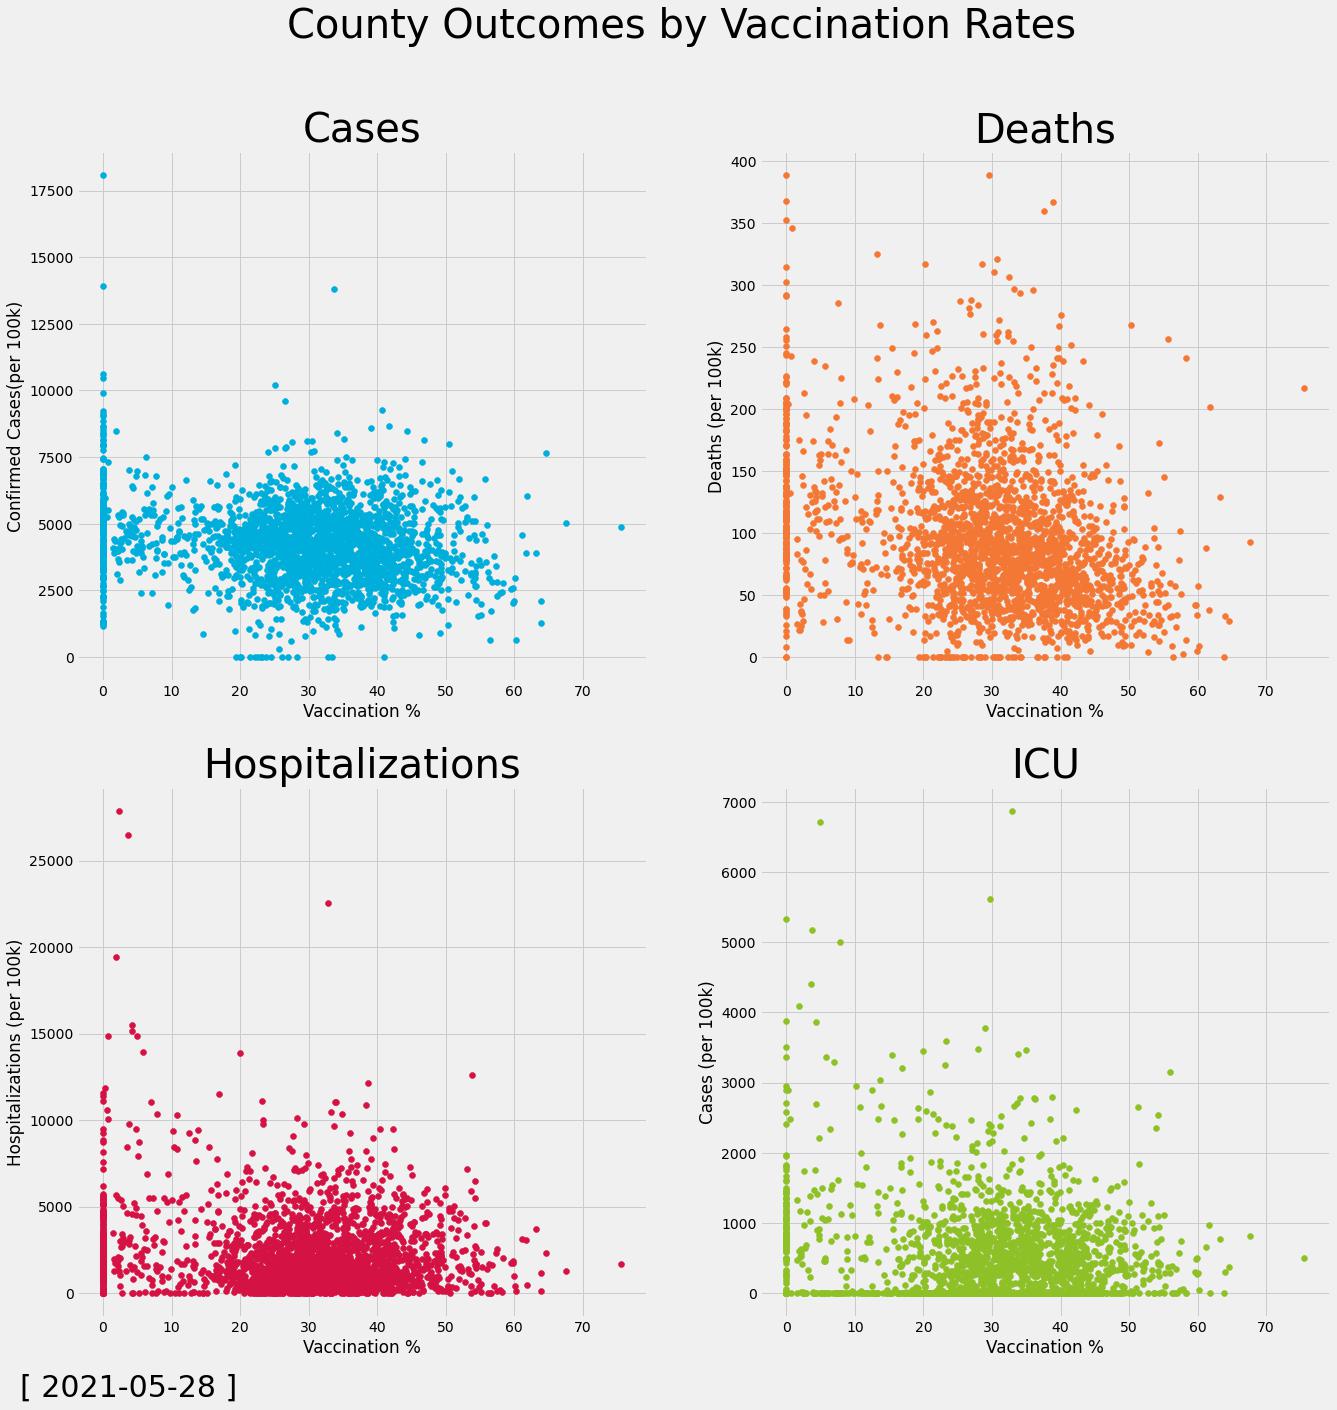 County Outcomes by Vaccination Rates
Cases
Confirmed Cases(per 100k)
17500
15000
12500
10000
7500
5000
2500
0
0 10 20 30 40 50 60 70
Vaccination %
Deaths
Deaths (per 100k)
400
350
300
250
200
150
100
50
0
0 10 20 30 40 50 60 70
Vaccination %
Hospitalizations
Hospitalizations (per 100k)
25000
20000
15000
10000
5000
0
0 10 20 30 40 50 60 70
Vaccination %
ICU
Cases (per 100k)
7000
6000
5000
4000
3000
2000
1000
0
0 10 20 30 40 50 60 70
Vaccination %
[ 2021-05-28 ]